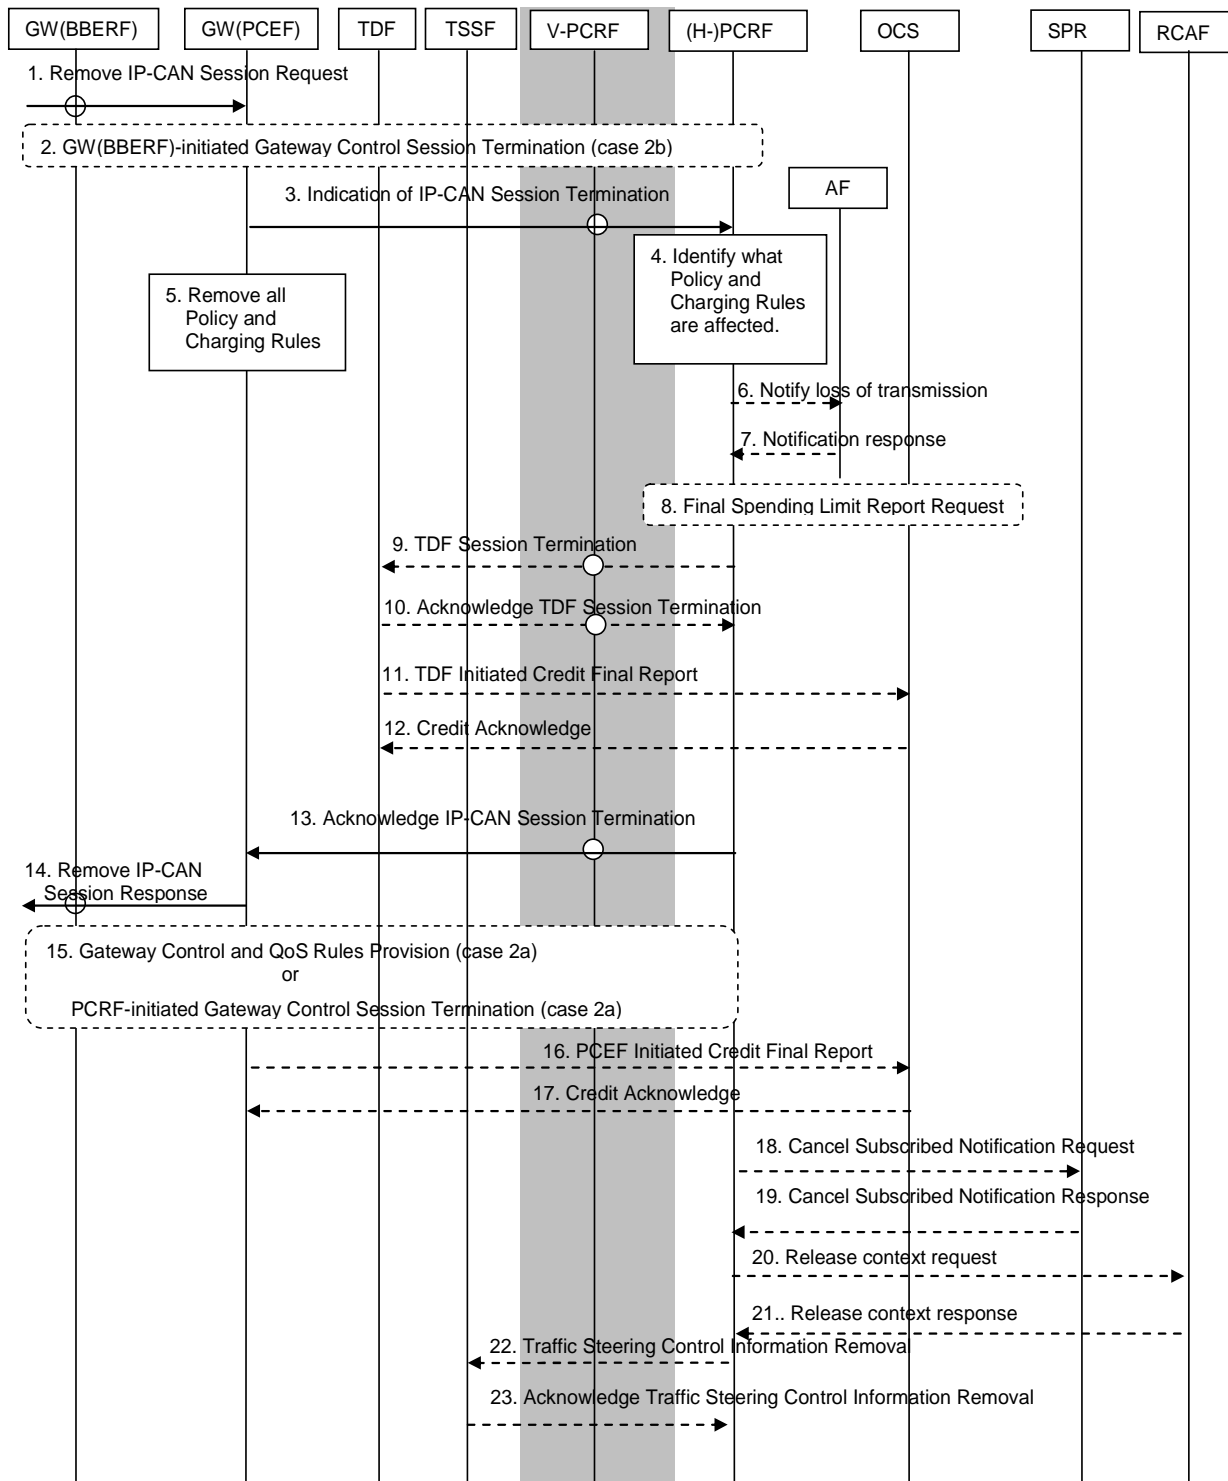 GW(BBERF)
GW(PCEF)
TDF
TSSF
V-PCRF
(H-)PCRF
OCS
SPR
RCAF
1. Remove IP-CAN Session Request
2. GW(BBERF)-initiated Gateway Control Session Termination (case 2b)
AF
3. Indication of IP-CAN Session Termination
4. Identify what
Policy and
Charging Rules
are affected.
5. Remove all
Policy and
Charging Rules
6. Notify loss of transmission
7. Notification response
8. Final Spending Limit Report Request
9. TDF Session Termination
10. Acknowledge TDF Session Termination
11. TDF Initiated Credit Final Report
12. Credit Acknowledge
13. Acknowledge IP-CAN Session Termination
14. Remove IP-CAN
Session Response
15. Gateway Control and QoS Rules Provision (case 2a)
or
PCRF-initiated Gateway Control Session Termination (case 2a)
16. PCEF Initiated Credit Final Report
17. Credit Acknowledge
18. Cancel Subscribed Notification Request
19. Cancel Subscribed Notification Response
20. Release context request
21.. Release context response
22. Traffic Steering Control Information Removal
23. Acknowledge Traffic Steering Control Information Removal